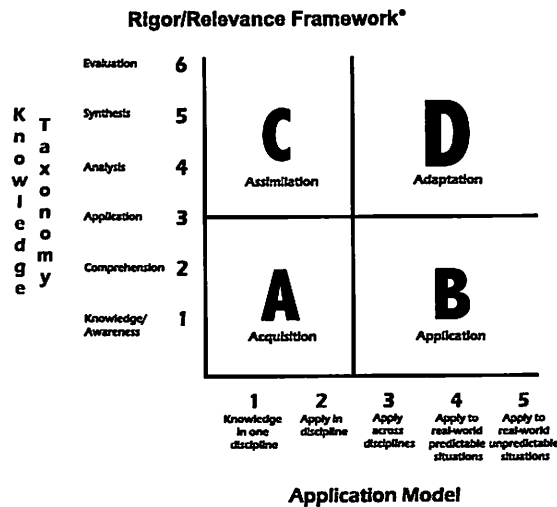 Rigor/Relevance Framework®
Knowledge
Taxonomy
Evaluation 6
Synthesis 5
Analysis 4
Application 3
Comprehension 2
Knowledge/
Awareness 1
C
Assimilation
D
Adaptation
A
Acquisition
B
Application
1
Knowledge
in one
discipline
2
Apply in
discipline
3
Apply
across
disciplines
4
Apply to
real-world
predictable
situations
5
Apply to
real-world
unpredictable
situations
Application Model